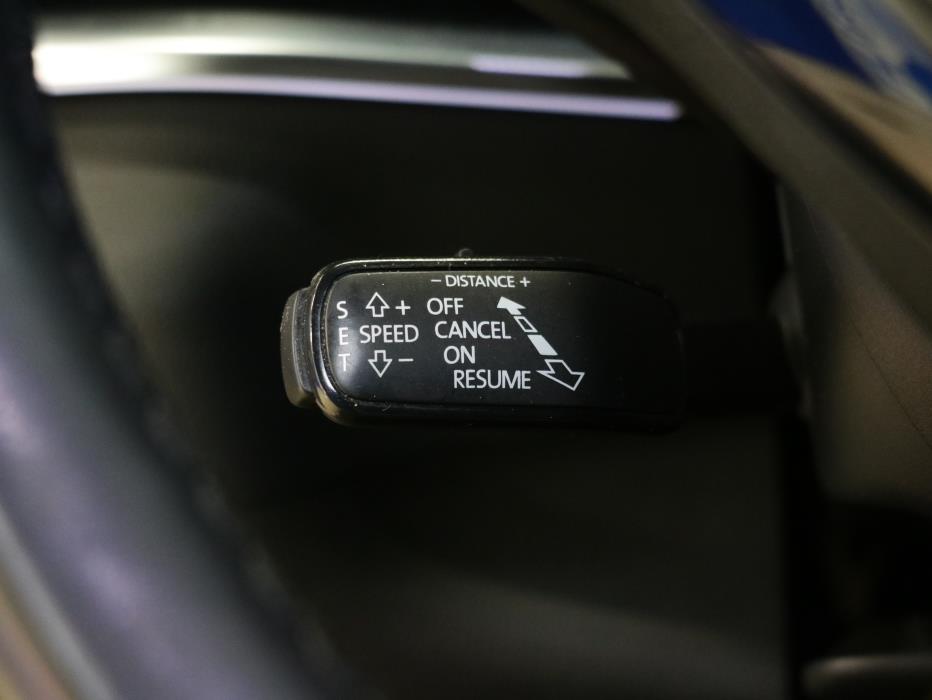 - DISTANCE +
S E T
+
SPEED
-
OFF
CANCEL
ON
RESUME